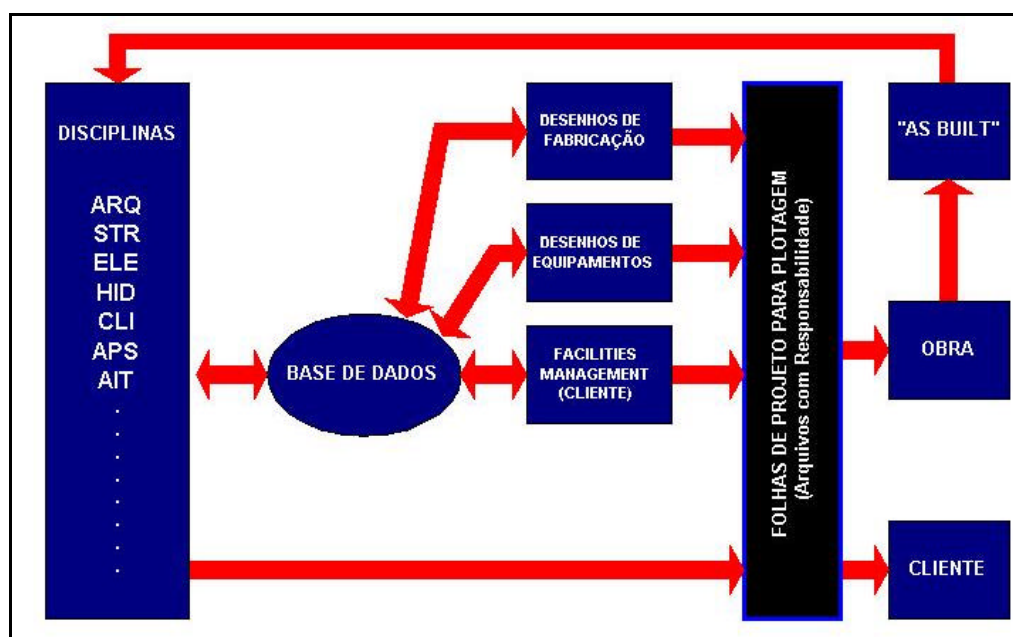 DISCIPLINAS
ARQ
STR
ELE
HID
CLI
APS
AIT
.
.
.
.
.
.
.
.
BASE DE DADOS
DESENHOS DE
FABRICAÇÃO
DESENHOS DE
EQUIPAMENTOS
FACILITIES
MANAGEMENT
(CLIENTE)
FOLHAS DE PROJETO PARA PLOTAGEM
(Arquivos com Responsabilidade)
"AS BUILT"
OBRA
CLIENTE